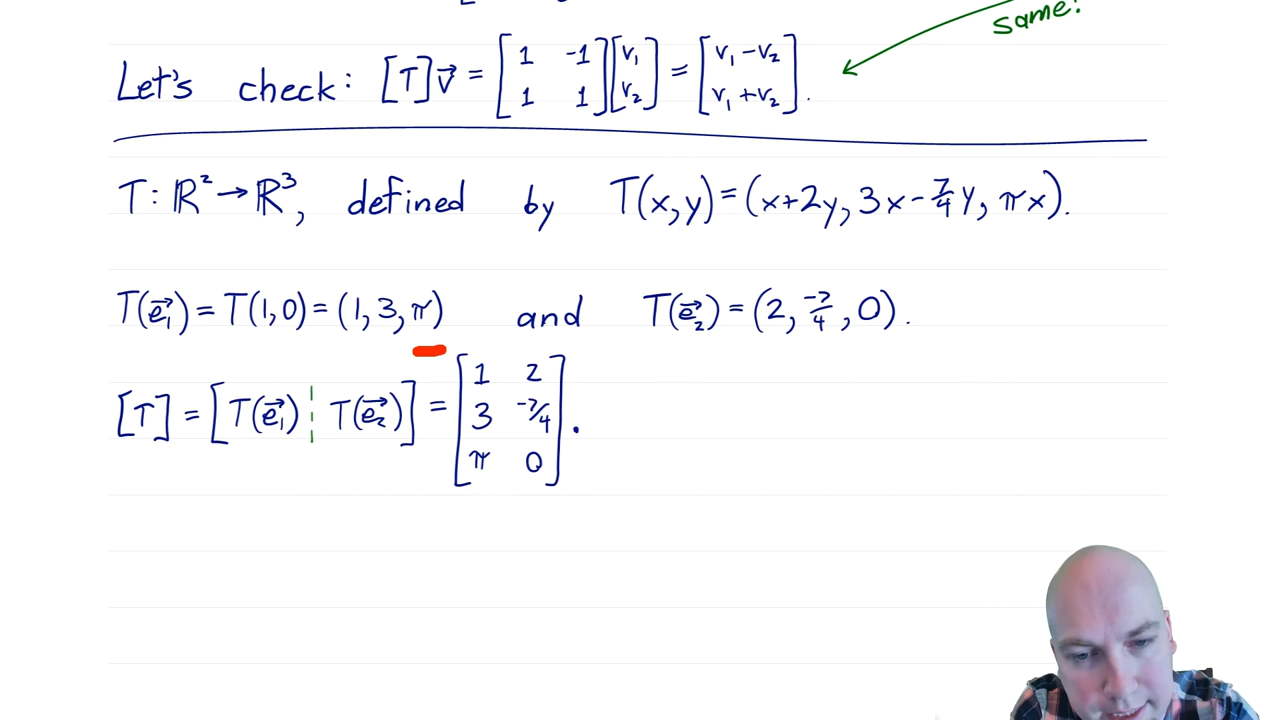 same!
Let's check: [T]v⃗ = [1 -1; 1 1][v₁; v₂] = [v₁ - v₂; v₁ + v₂].
T: ℝ² → ℝ³, defined by T(x,y) = (x+2y, 3x - 7/4 y, πx).
T(e⃗₁) = T(1,0) = (1, 3, π) and T(e⃗₂) = (2, -7/4, 0).
[T] = [T(e⃗₁) ¦ T(e⃗₂)] = [1 2; 3 -7/4; π 0].